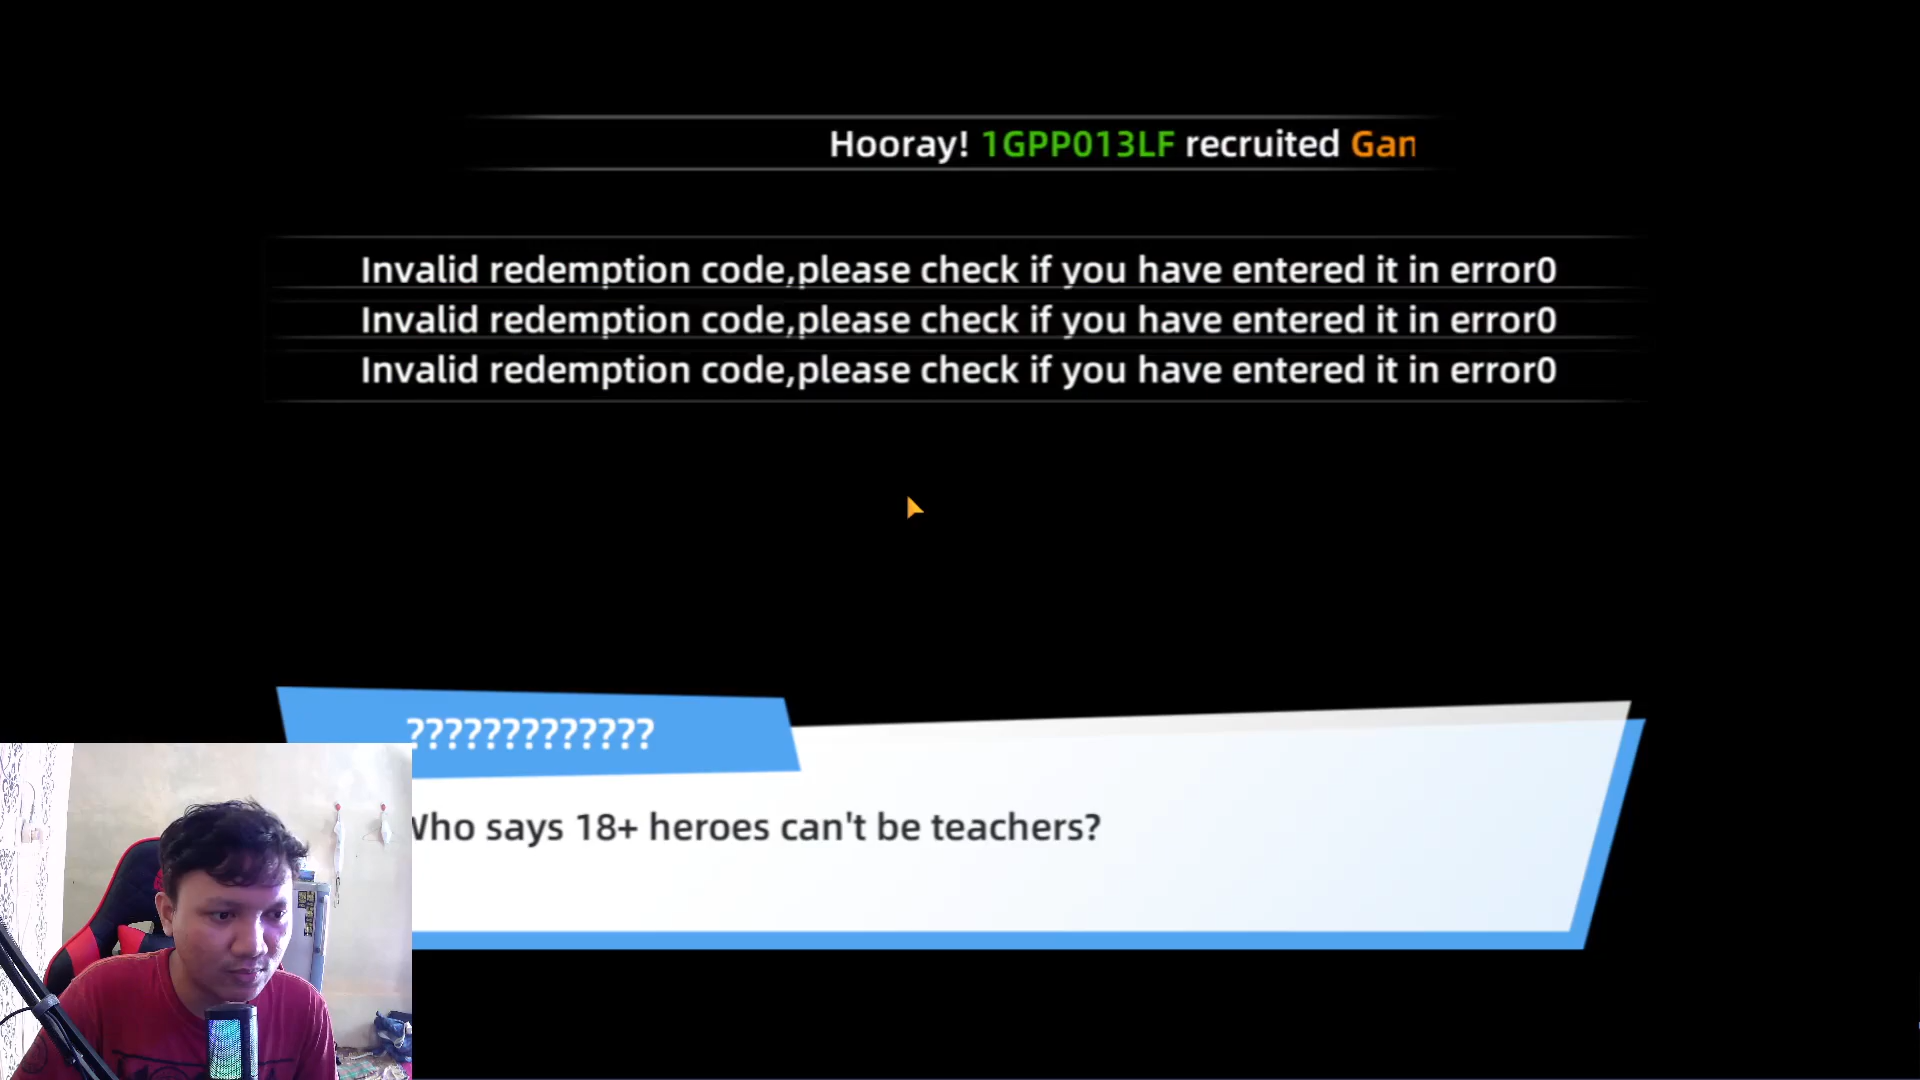 Hooray! 1GPP013LF recruited Gan
Invalid redemption code,please check if you have entered it in error0
Invalid redemption code,please check if you have entered it in error0
Invalid redemption code,please check if you have entered it in error0
?????????????
Who says 18+ heroes can't be teachers?